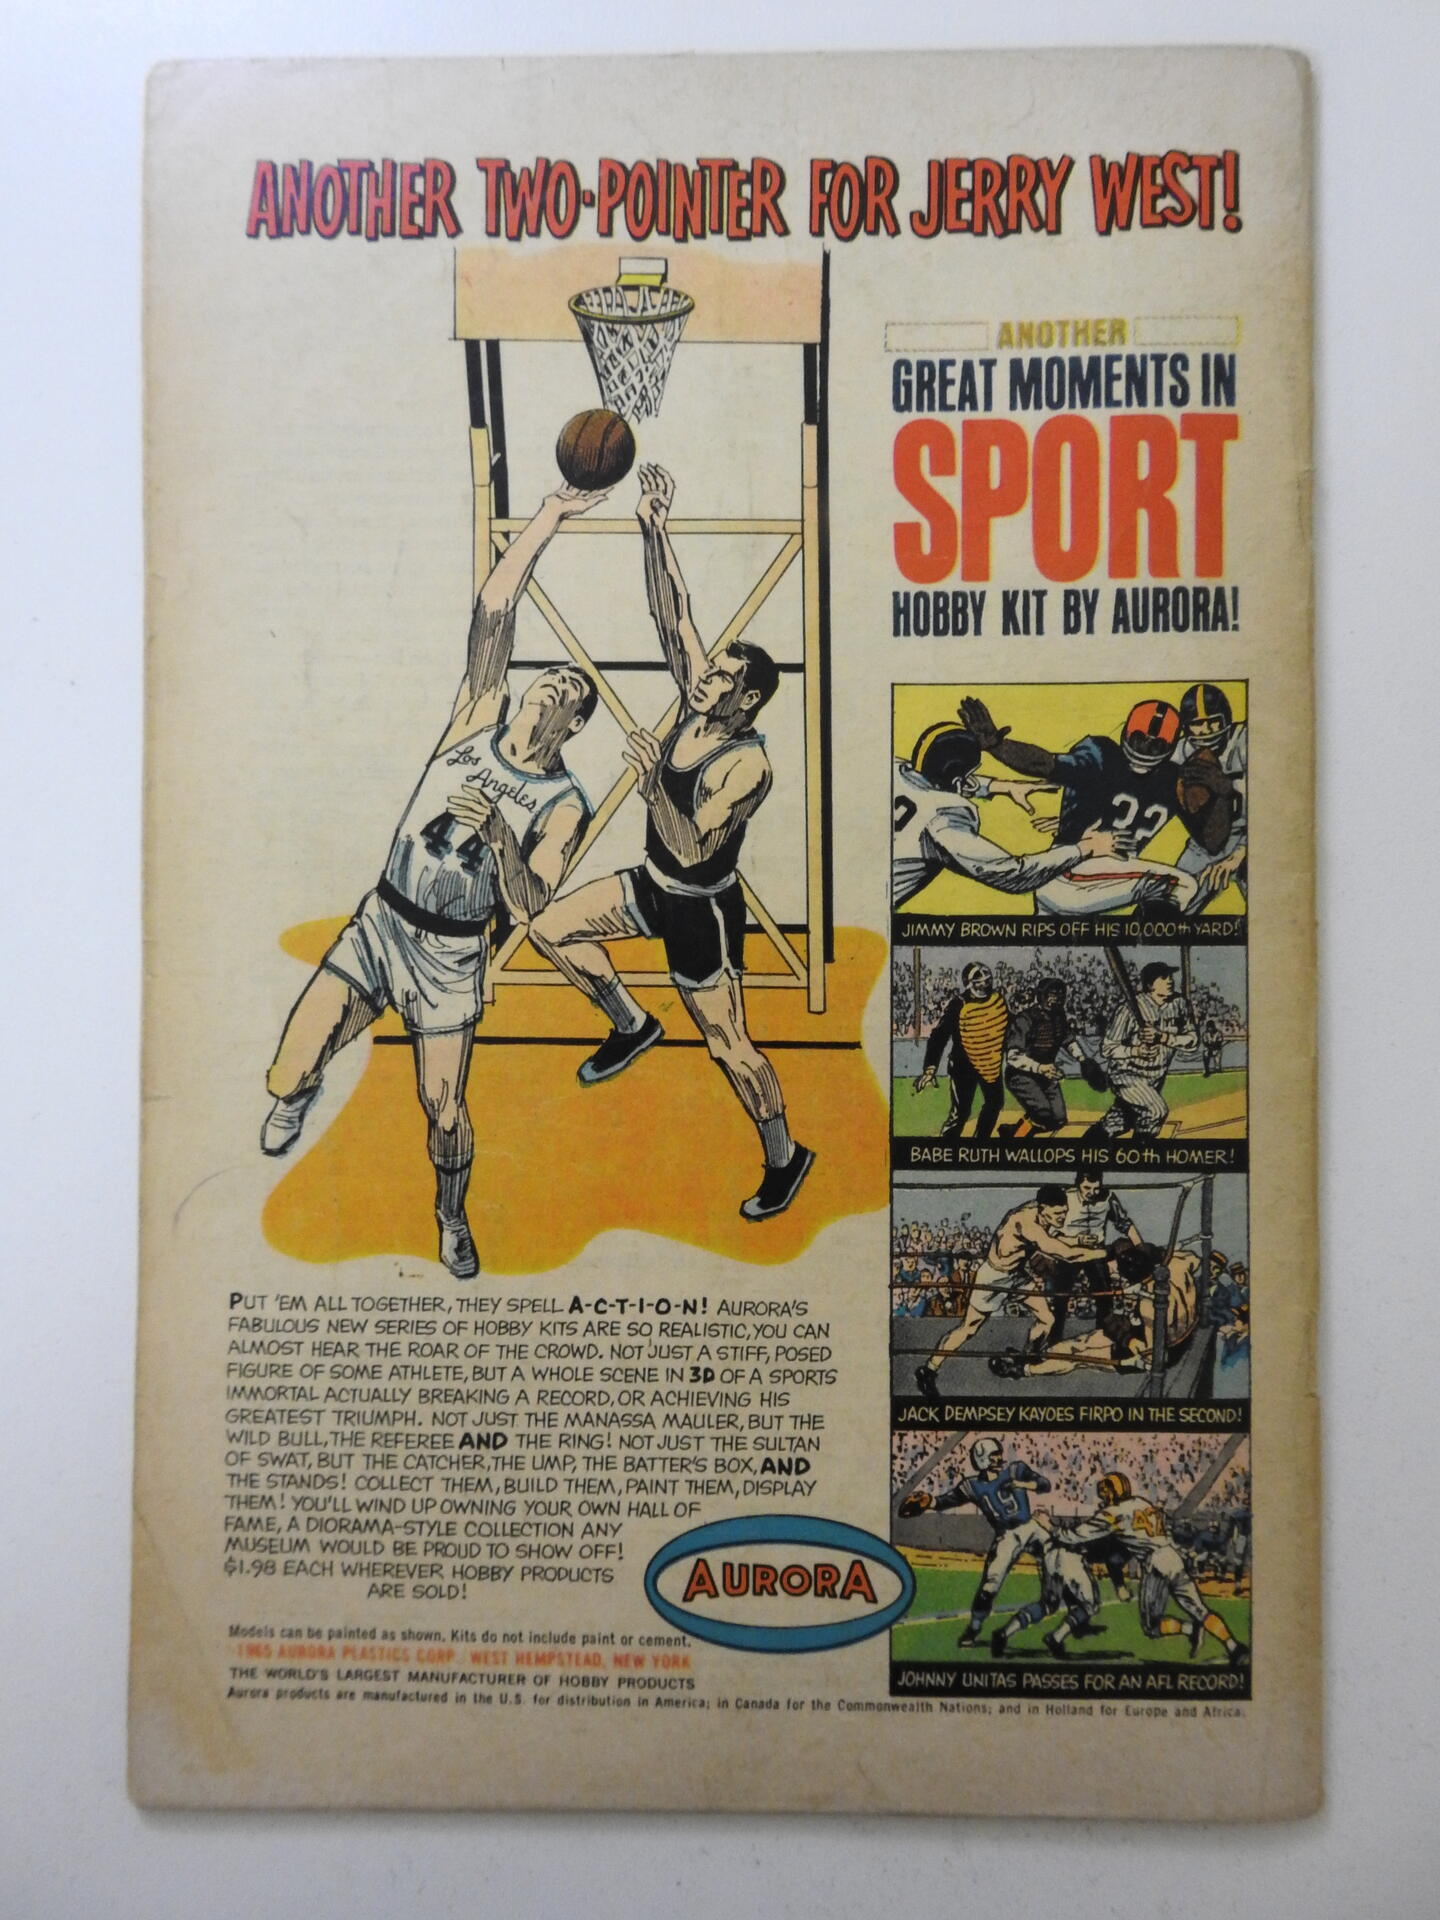 ANOTHER TWO-POINTER FOR JERRY WEST!
ANOTHER
GREAT MOMENTS IN
SPORT
HOBBY KIT BY AURORA!
Los
Angeles
44
32
JIMMY BROWN RIPS OFF HIS 10,000th YARD!
BABE RUTH WALLOPS HIS 60th HOMER!
JACK DEMPSEY KAYOES FIRPO IN THE SECOND!
19
JOHNNY UNITAS PASSES FOR AN AFL RECORD!
PUT 'EM ALL TOGETHER, THEY SPELL A-C-T-I-O-N! AURORA'S
FABULOUS NEW SERIES OF HOBBY KITS ARE SO REALISTIC, YOU CAN
ALMOST HEAR THE ROAR OF THE CROWD. NOT JUST A STIFF, POSED
FIGURE OF SOME ATHLETE, BUT A WHOLE SCENE IN 3D OF A SPORTS
IMMORTAL ACTUALLY BREAKING A RECORD, OR ACHIEVING HIS
GREATEST TRIUMPH. NOT JUST THE MANASSA MAULER, BUT THE
WILD BULL, THE REFEREE AND THE RING! NOT JUST THE SULTAN
OF SWAT, BUT THE CATCHER, THE UMP, THE BATTER'S BOX, AND
THE STANDS! COLLECT THEM, BUILD THEM, PAINT THEM, DISPLAY
THEM! YOU'LL WIND UP OWNING YOUR OWN HALL OF
FAME, A DIORAMA-STYLE COLLECTION ANY
MUSEUM WOULD BE PROUD TO SHOW OFF!
$1.98 EACH WHEREVER HOBBY PRODUCTS
ARE SOLD!
AURORA
Models can be painted as shown. Kits do not include paint or cement.
1965 AURORA PLASTICS CORP., WEST HEMPSTEAD, NEW YORK
THE WORLD'S LARGEST MANUFACTURER OF HOBBY PRODUCTS
Aurora products are manufactured in the U.S. for distribution in America; in Canada for the Commonwealth Nations; and in Holland for Europe and Africa.